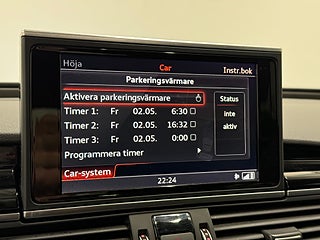 Höja Car Instr.bok
Parkeringsvärmare
Aktivera parkeringsvärmare
Timer 1: Fr 02.05. 6:30
Timer 2: Fr 02.05. 16:32
Timer 3: Fr 02.05. 0:00
Programmera timer
Status
inte
aktiv
Car-system
22:24